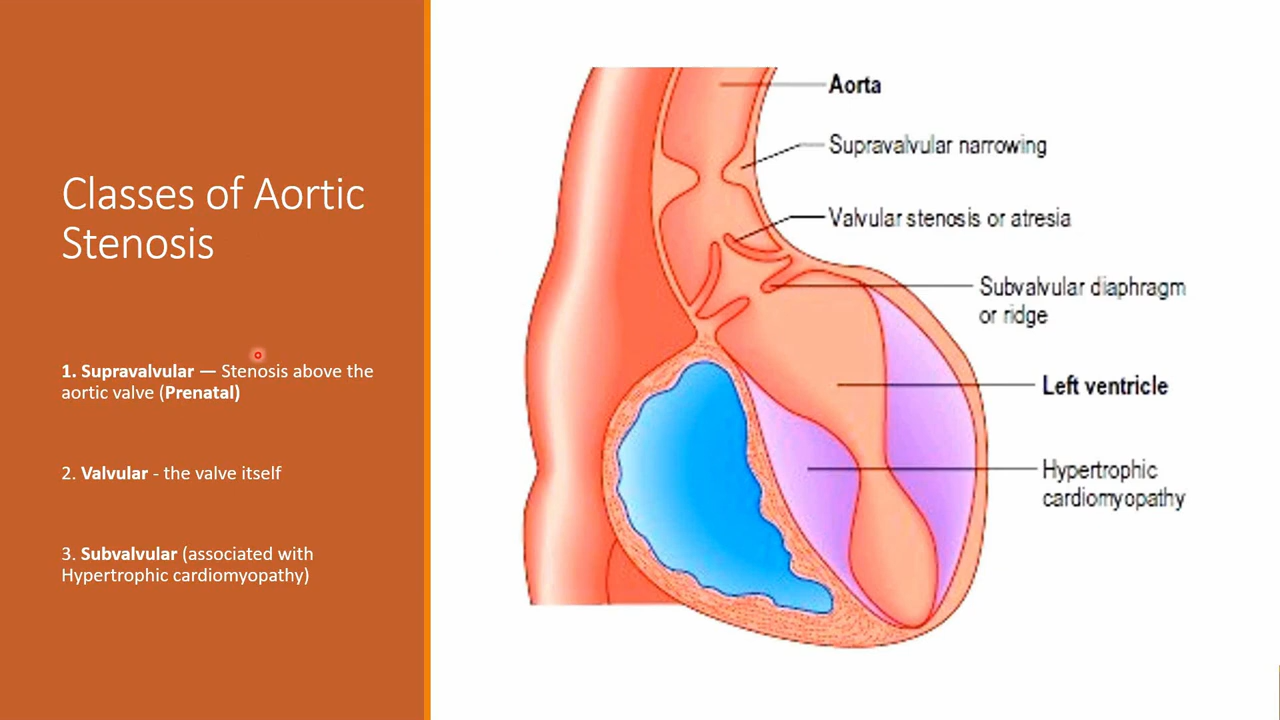 Classes of Aortic
Stenosis
1. Supravalvular — Stenosis above the
aortic valve (Prenatal)
2. Valvular - the valve itself
3. Subvalvular (associated with
Hypertrophic cardiomyopathy)
Aorta
Supravalvular narrowing
Valvular stenosis or atresia
Subvalvular diaphragm
or ridge
Left ventricle
Hypertrophic
cardiomyopathy